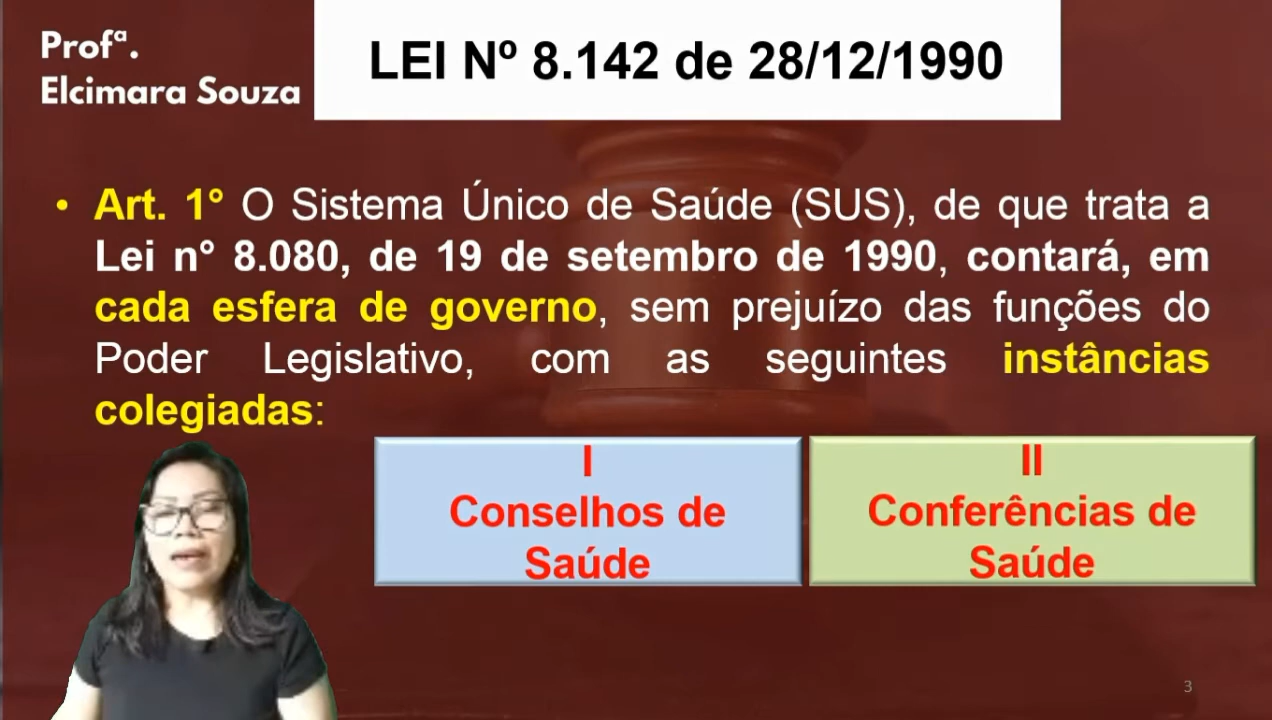 Profª.
Elcimara Souza
LEI Nº 8.142 de 28/12/1990
• Art. 1° O Sistema Único de Saúde (SUS), de que trata a
Lei n° 8.080, de 19 de setembro de 1990, contará, em
cada esfera de governo, sem prejuízo das funções do
Poder Legislativo, com as seguintes instâncias
colegiadas:
I
Conselhos de
Saúde
II
Conferências de
Saúde
3